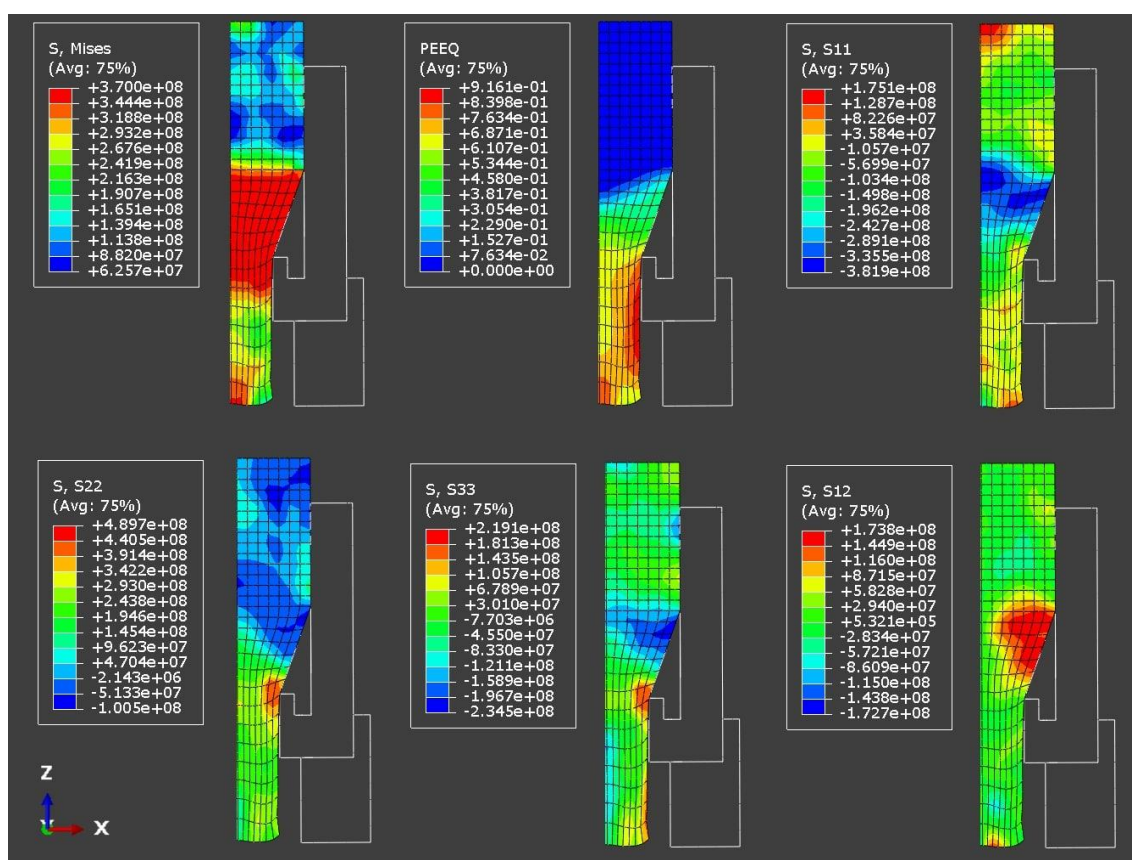 S, Mises
(Avg: 75%)
+3.700e+08
+3.444e+08
+3.188e+08
+2.932e+08
+2.676e+08
+2.419e+08
+2.163e+08
+1.907e+08
+1.651e+08
+1.394e+08
+1.138e+08
+8.820e+07
+6.257e+07
PEEQ
(Avg: 75%)
+9.161e-01
+8.398e-01
+7.634e-01
+6.871e-01
+6.107e-01
+5.344e-01
+4.580e-01
+3.817e-01
+3.054e-01
+2.290e-01
+1.527e-01
+7.634e-02
+0.000e+00
S, S11
(Avg: 75%)
+1.751e+08
+1.287e+08
+8.226e+07
+3.584e+07
-1.057e+07
-5.699e+07
-1.034e+08
-1.498e+08
-1.962e+08
-2.427e+08
-2.891e+08
-3.355e+08
-3.819e+08
S, S22
(Avg: 75%)
+4.897e+08
+4.405e+08
+3.914e+08
+3.422e+08
+2.930e+08
+2.438e+08
+1.946e+08
+1.454e+08
+9.623e+07
+4.704e+07
-2.143e+06
-5.133e+07
-1.005e+08
S, S33
(Avg: 75%)
+2.191e+08
+1.813e+08
+1.435e+08
+1.057e+08
+6.789e+07
+3.010e+07
-7.703e+06
-4.550e+07
-8.330e+07
-1.211e+08
-1.589e+08
-1.967e+08
-2.345e+08
S, S12
(Avg: 75%)
+1.738e+08
+1.449e+08
+1.160e+08
+8.715e+07
+5.828e+07
+2.940e+07
+5.321e+05
-2.834e+07
-5.721e+07
-8.609e+07
-1.150e+08
-1.438e+08
-1.727e+08
Z
Y
X